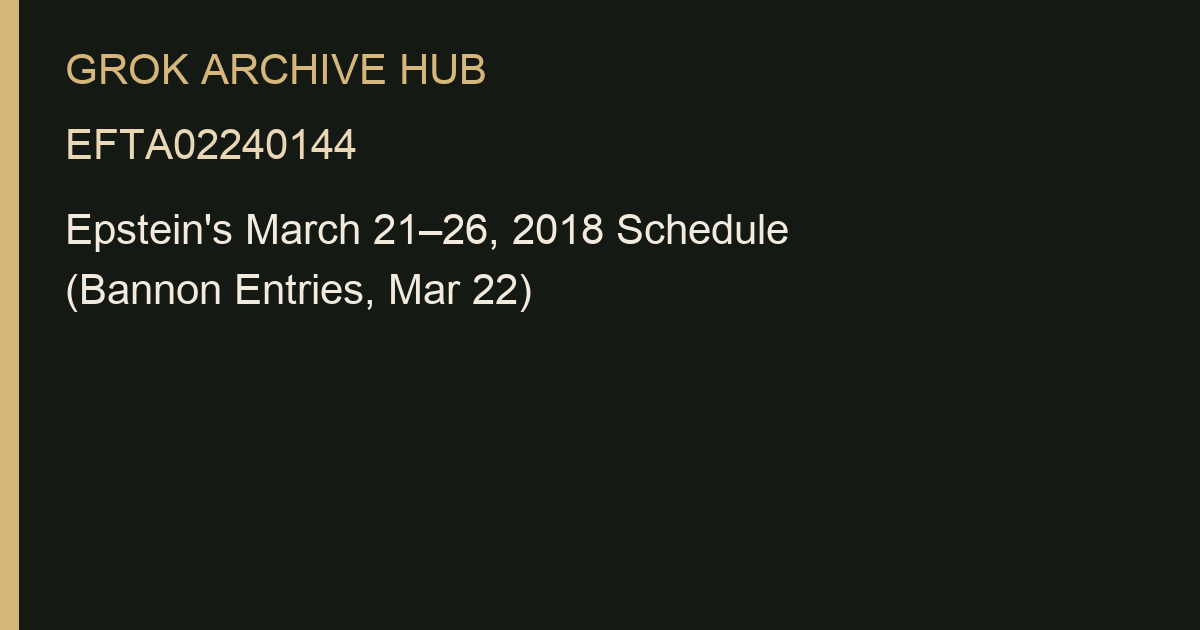 GROK ARCHIVE HUB
EFTA02240144
Epstein's March 21–26, 2018 Schedule
(Bannon Entries, Mar 22)